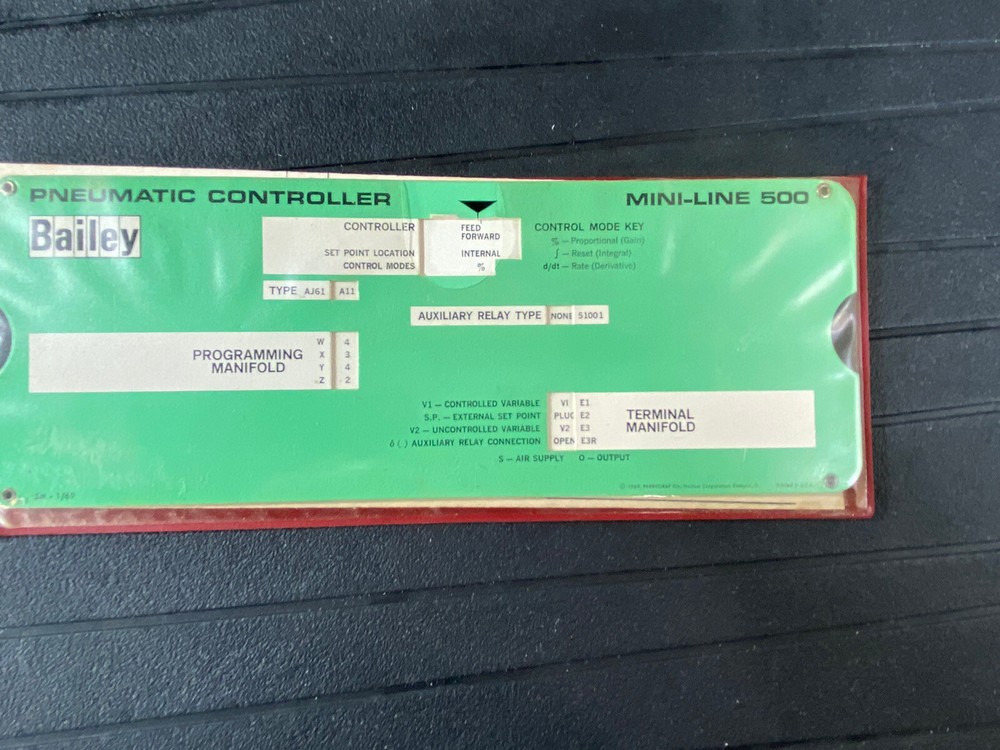 PNEUMATIC CONTROLLER
MINI-LINE 500
Bailey
CONTROLLER FEED FORWARD
SET POINT LOCATION INTERNAL
CONTROL MODES %
CONTROL MODE KEY
% — Proportional (Gain)
∫ — Reset (Integral)
d/dt — Rate (Derivative)
TYPE AJ61 A11
AUXILIARY RELAY TYPE NONE 51001
PROGRAMMING MANIFOLD
W 4
X 3
Y 4
Z 2
V1 — CONTROLLED VARIABLE V1 E1
S.P. — EXTERNAL SET POINT PLUG E2
V2 — UNCONTROLLED VARIABLE V2 E3
ô ( ) AUXILIARY RELAY CONNECTION OPEN E3R
TERMINAL
MANIFOLD
S — AIR SUPPLY O — OUTPUT